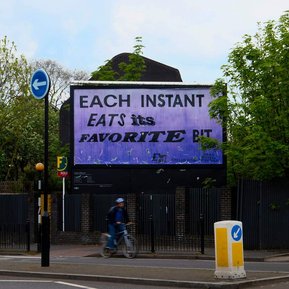 EACH INSTANT
EATS its
FAVORITE BIT